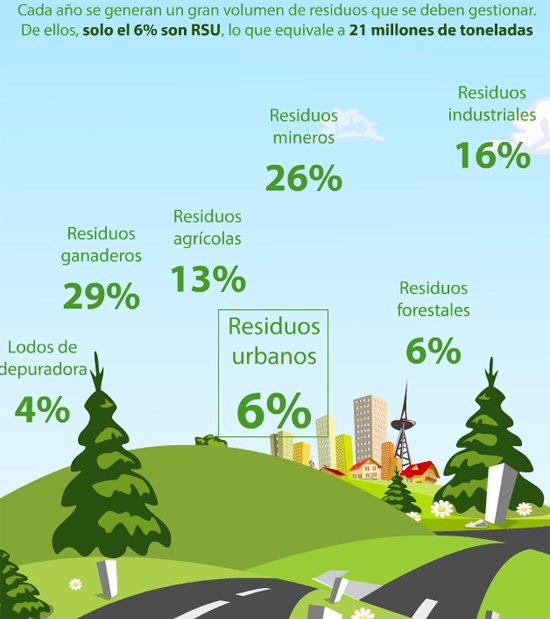 Cada año se generan un gran volumen de residuos que se deben gestionar.
De ellos, solo el 6% son RSU, lo que equivale a 21 millones de toneladas
Residuos
industriales
16%
Residuos
mineros
26%
Residuos
agrícolas
13%
Residuos
ganaderos
29%
Residuos
forestales
6%
Residuos
urbanos
6%
Lodos de
depuradora
4%